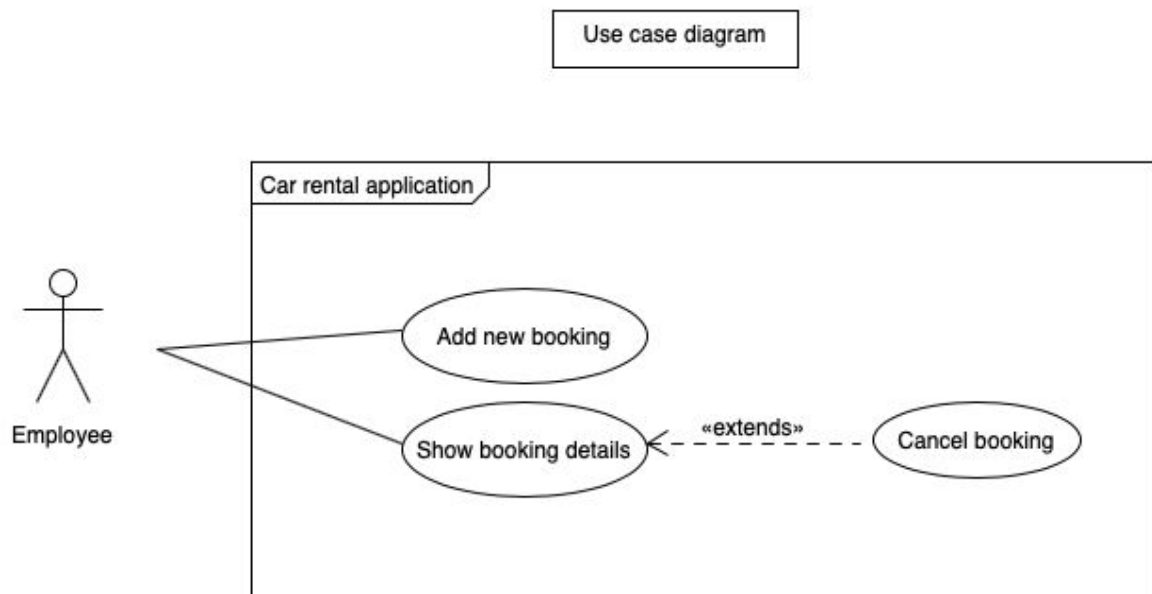 Use case diagram
Car rental application
Add new booking
Employee
Show booking details
«extends»
Cancel booking